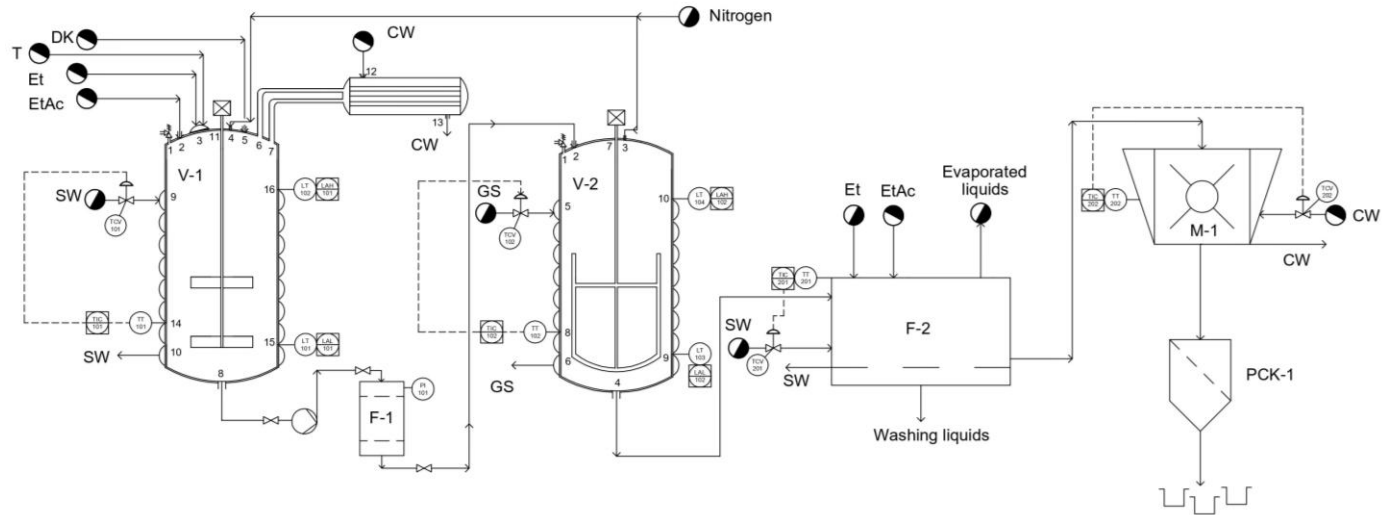 Nitrogen
DK
CW
T
Et
EtAc
12
13
CW
11
1
2
3
4
5
6
7
V-1
SW
9
TCV
101
16
LT
102
LAH
101
TIC
101
TT
101
14
SW
10
15
LT
101
LAL
101
8
PI
101
F-1
1
2
7
3
V-2
GS
5
TCV
102
10
LT
104
LAH
102
TIC
102
TT
102
8
GS
6
9
LT
103
LAL
102
4
Et
EtAc
Evaporated
liquids
TIC
201
TT
201
SW
TCV
201
SW
F-2
Washing liquids
TIC
202
TT
202
M-1
TCV
202
CW
CW
PCK-1